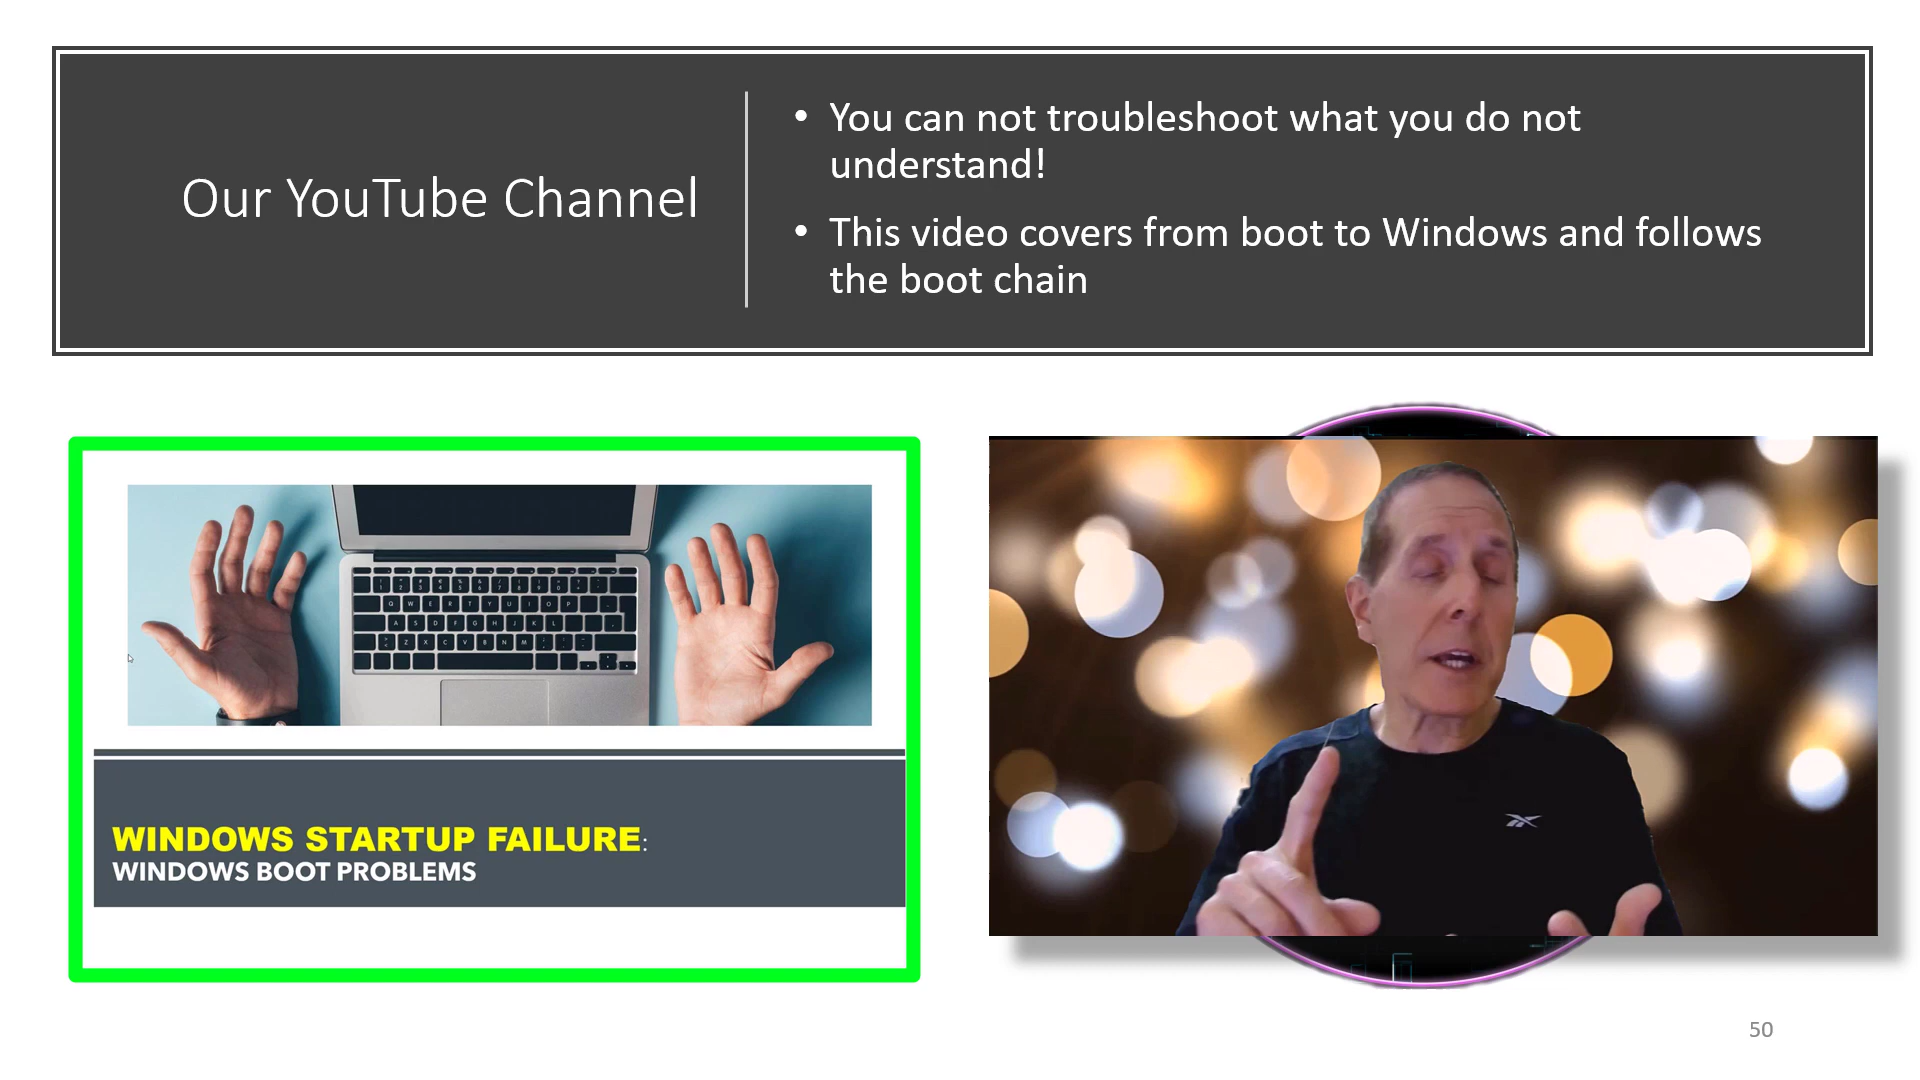 Our YouTube Channel
• You can not troubleshoot what you do not
understand!
• This video covers from boot to Windows and follows
the boot chain
WINDOWS STARTUP FAILURE:
WINDOWS BOOT PROBLEMS
50